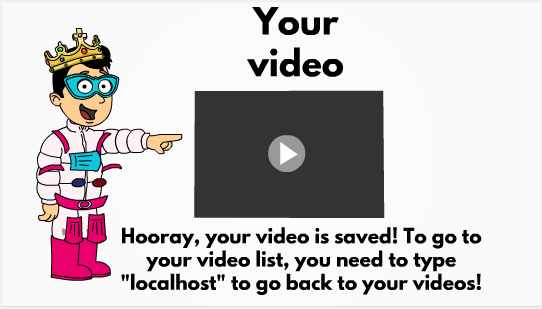 Your
video
Hooray, your video is saved! To go to
your video list, you need to type
"localhost" to go back to your videos!